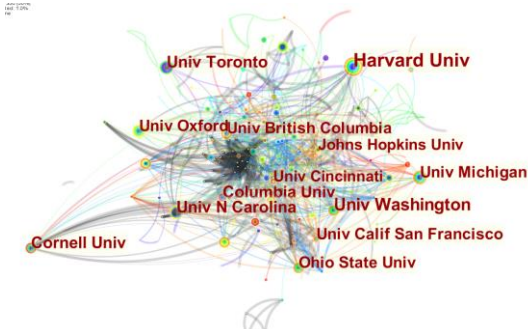 Univ Toronto
Harvard Univ
Univ Oxford
Univ British Columbia
Johns Hopkins Univ
Univ Cincinnati
Univ Michigan
Columbia Univ
Univ N Carolina
Univ Washington
Univ Calif San Francisco
Cornell Univ
Ohio State Univ